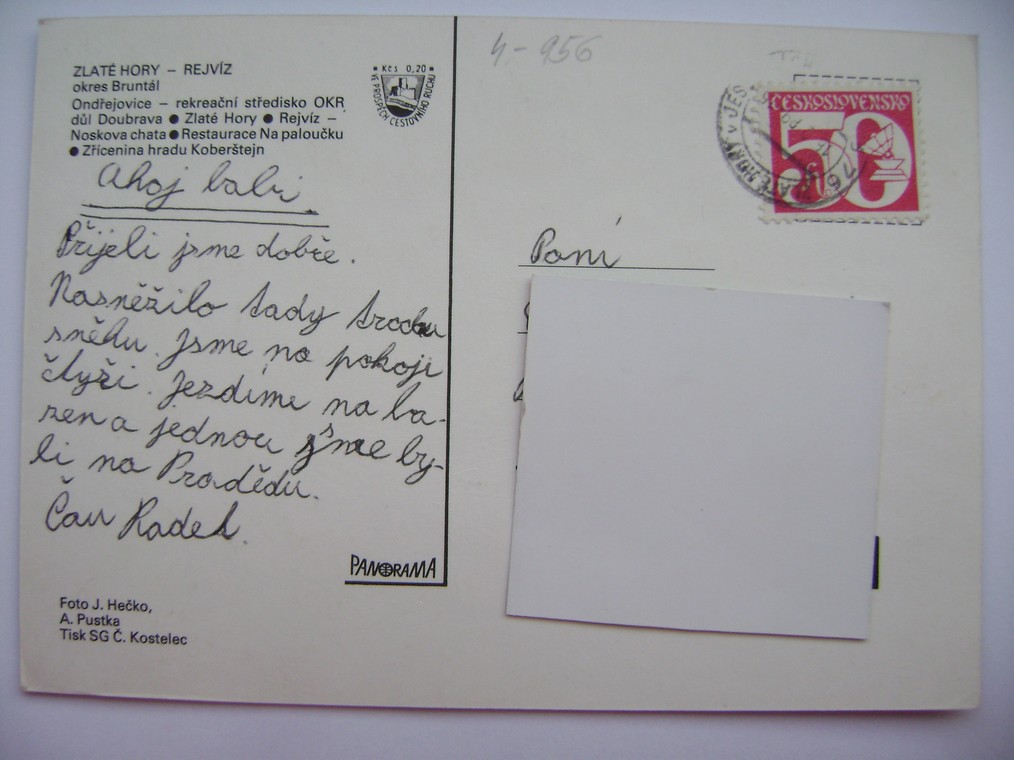 ZLATÉ HORY – REJVÍZ
okres Bruntál
Ondřejovice – rekreační středisko OKR
důl Doubrava ● Zlaté Hory ● Rejvíz –
Noskova chata ● Restaurace Na paloučku
● Zřícenina hradu Koberštejn
Kčs 0,20
VE PROSPĚCH CESTOVNÍHO RUCHU
Ahoj babi
Přijeli jsme dobře.
Nasněžilo tady trochu
sněhu. Jsme na pokoji
čtyři. Jezdíme na ba-
zen a jednou jsme by-
li na Pradědu.
Čau Radek.
PANORAMA
Foto J. Hečko,
A. Pustka
Tisk SG Č. Kostelec
4-956
ČESKOSLOVENSKO
50
Paní